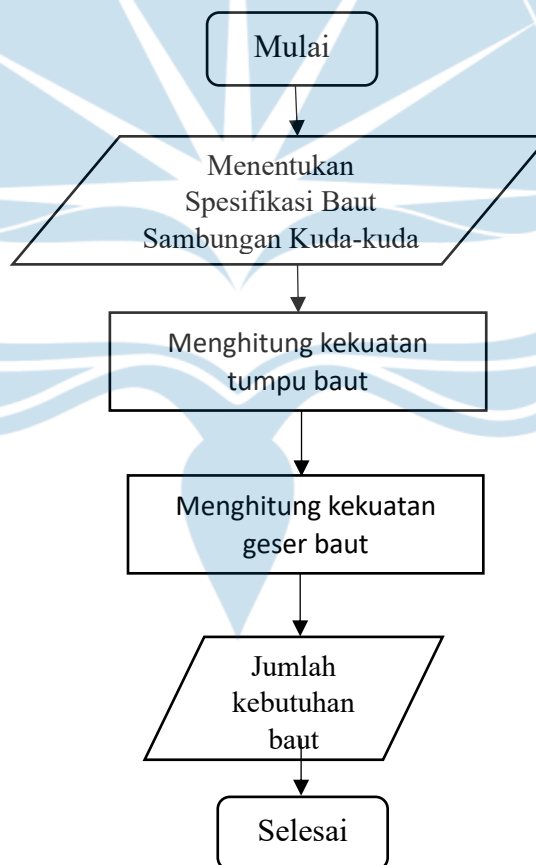 Mulai
Menentukan
Spesifikasi Baut
Sambungan Kuda-kuda
Menghitung kekuatan
tumpu baut
Menghitung kekuatan
geser baut
Jumlah
kebutuhan
baut
Selesai